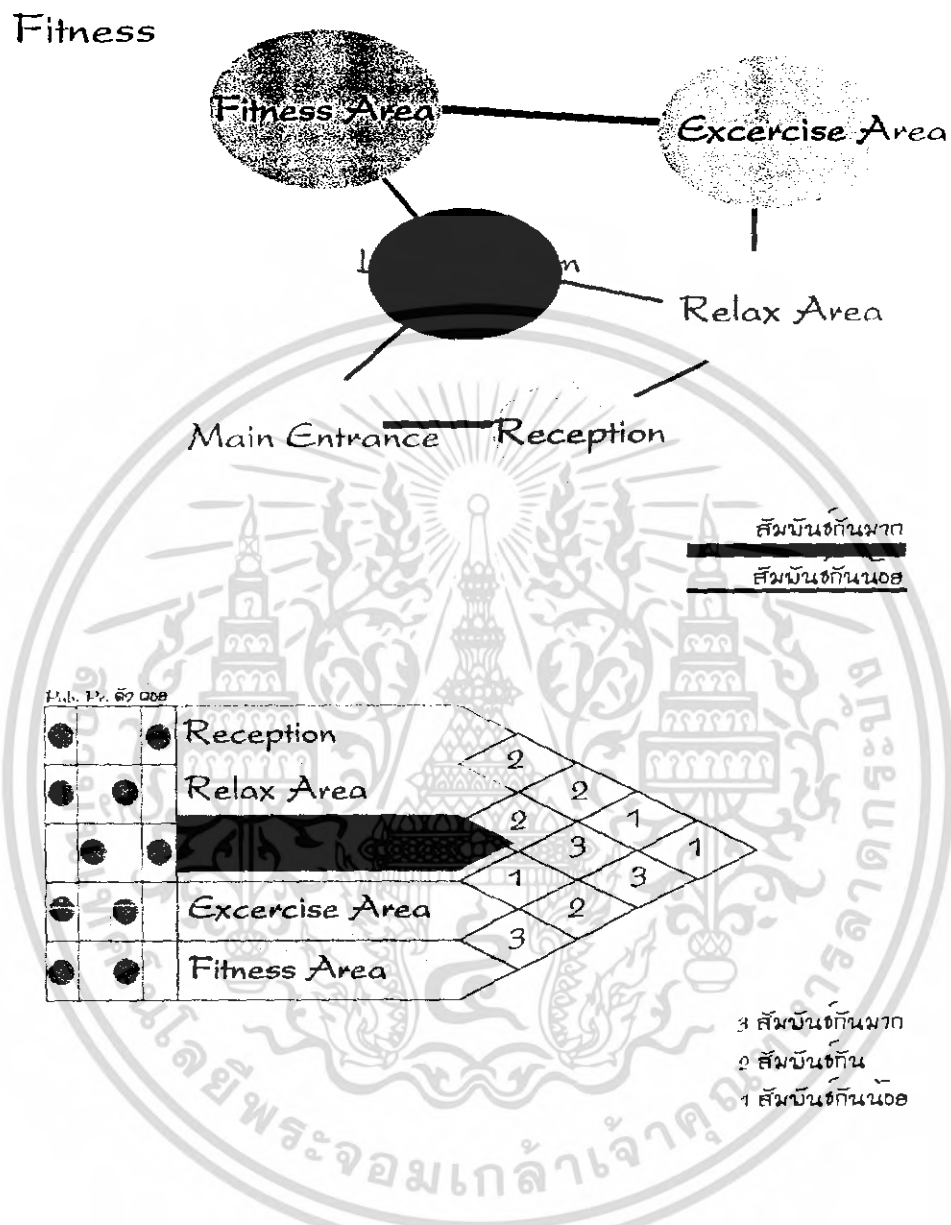 Fitness
Fitness Area
Excercise Area
Relax Area
Main Entrance
Reception
สัมพันธ์กันมาก
สัมพันธ์กันน้อย
Reception
Relax Area
Excercise Area
Fitness Area
2
2
1
2
1
3
3
1
2
3
3 สัมพันธ์กันมาก
2 สัมพันธ์กัน
1 สัมพันธ์กันน้อย